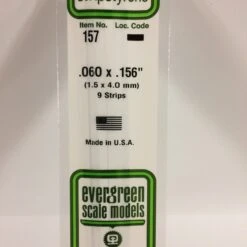 Item No. Loc. Code
157
.060 x .156"
(1.5 x 4.0 mm)
9 Strips
Made in U.S.A.
evergreen
scale models